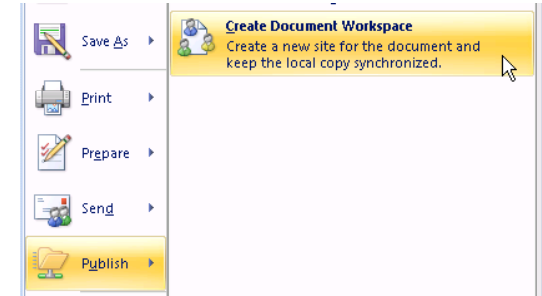 Save As
Print
Prepare
Send
Publish
Create Document Workspace
Create a new site for the document and
keep the local copy synchronized.